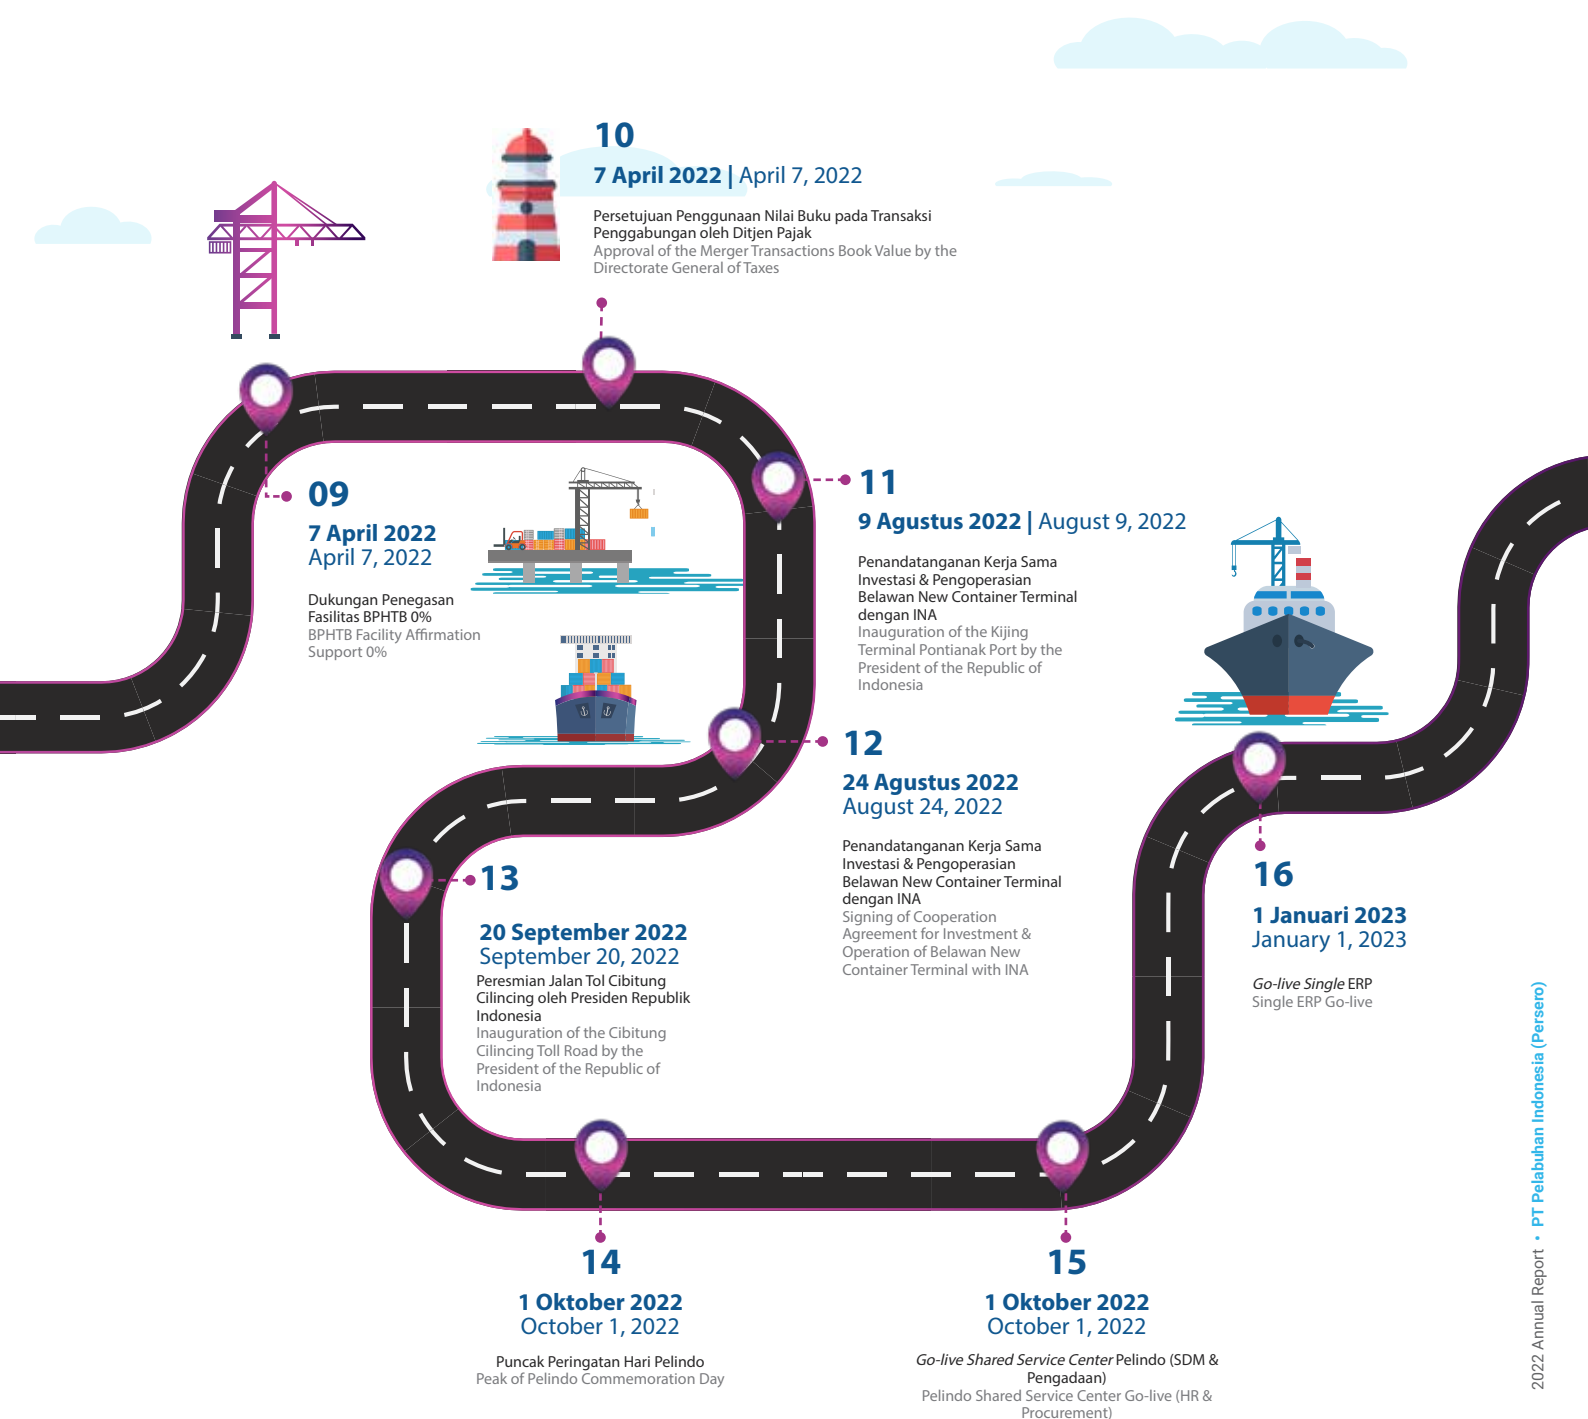 10
7 April 2022 | April 7, 2022
Persetujuan Penggunaan Nilai Buku pada Transaksi
Penggabungan oleh Ditjen Pajak
Approval of the Merger Transactions Book Value by the
Directorate General of Taxes
09
7 April 2022
April 7, 2022
Dukungan Penegasan
Fasilitas BPHTB 0%
BPHTB Facility Affirmation
Support 0%
11
9 Agustus 2022 | August 9, 2022
Penandatanganan Kerja Sama
Investasi & Pengoperasian
Belawan New Container Terminal
dengan INA
Inauguration of the Kijing
Terminal Pontianak Port by the
President of the Republic of
Indonesia
12
24 Agustus 2022
August 24, 2022
Penandatanganan Kerja Sama
Investasi & Pengoperasian
Belawan New Container Terminal
dengan INA
Signing of Cooperation
Agreement for Investment &
Operation of Belawan New
Container Terminal with INA
13
20 September 2022
September 20, 2022
Peresmian Jalan Tol Cibitung
Cilincing oleh Presiden Republik
Indonesia
Inauguration of the Cibitung
Cilincing Toll Road by the
President of the Republic of
Indonesia
14
1 Oktober 2022
October 1, 2022
Puncak Peringatan Hari Pelindo
Peak of Pelindo Commemoration Day
15
1 Oktober 2022
October 1, 2022
Go-live Shared Service Center Pelindo (SDM &
Pengadaan)
Pelindo Shared Service Center Go-live (HR &
Procurement)
16
1 Januari 2023
January 1, 2023
Go-live Single ERP
Single ERP Go-live
2022 Annual Report • PT Pelabuhan Indonesia (Persero)